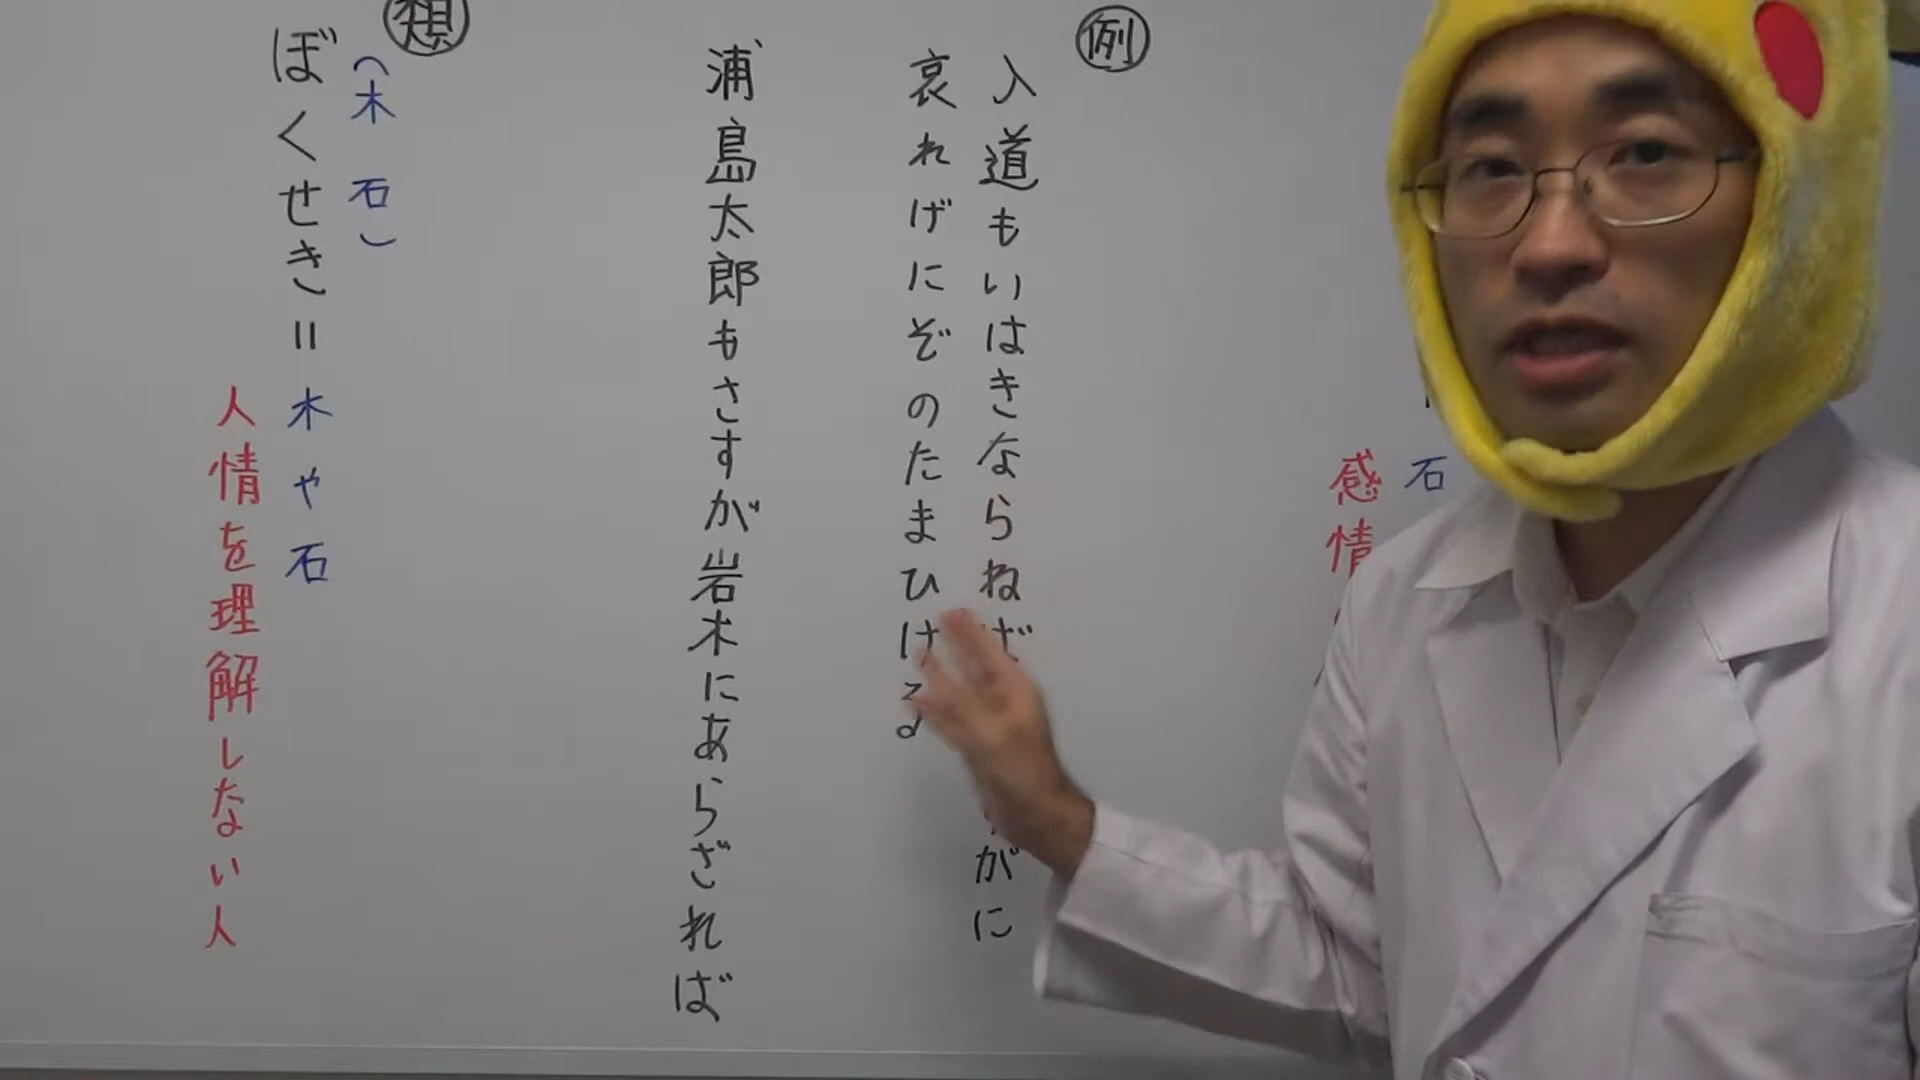 石
感情
例
入道もいはきならねば
がに
哀れげにぞのたまひける
浦島太郎もさすが岩木にあらざれば
類
(木石)
ぼくせき=木や石
人情を理解しない人